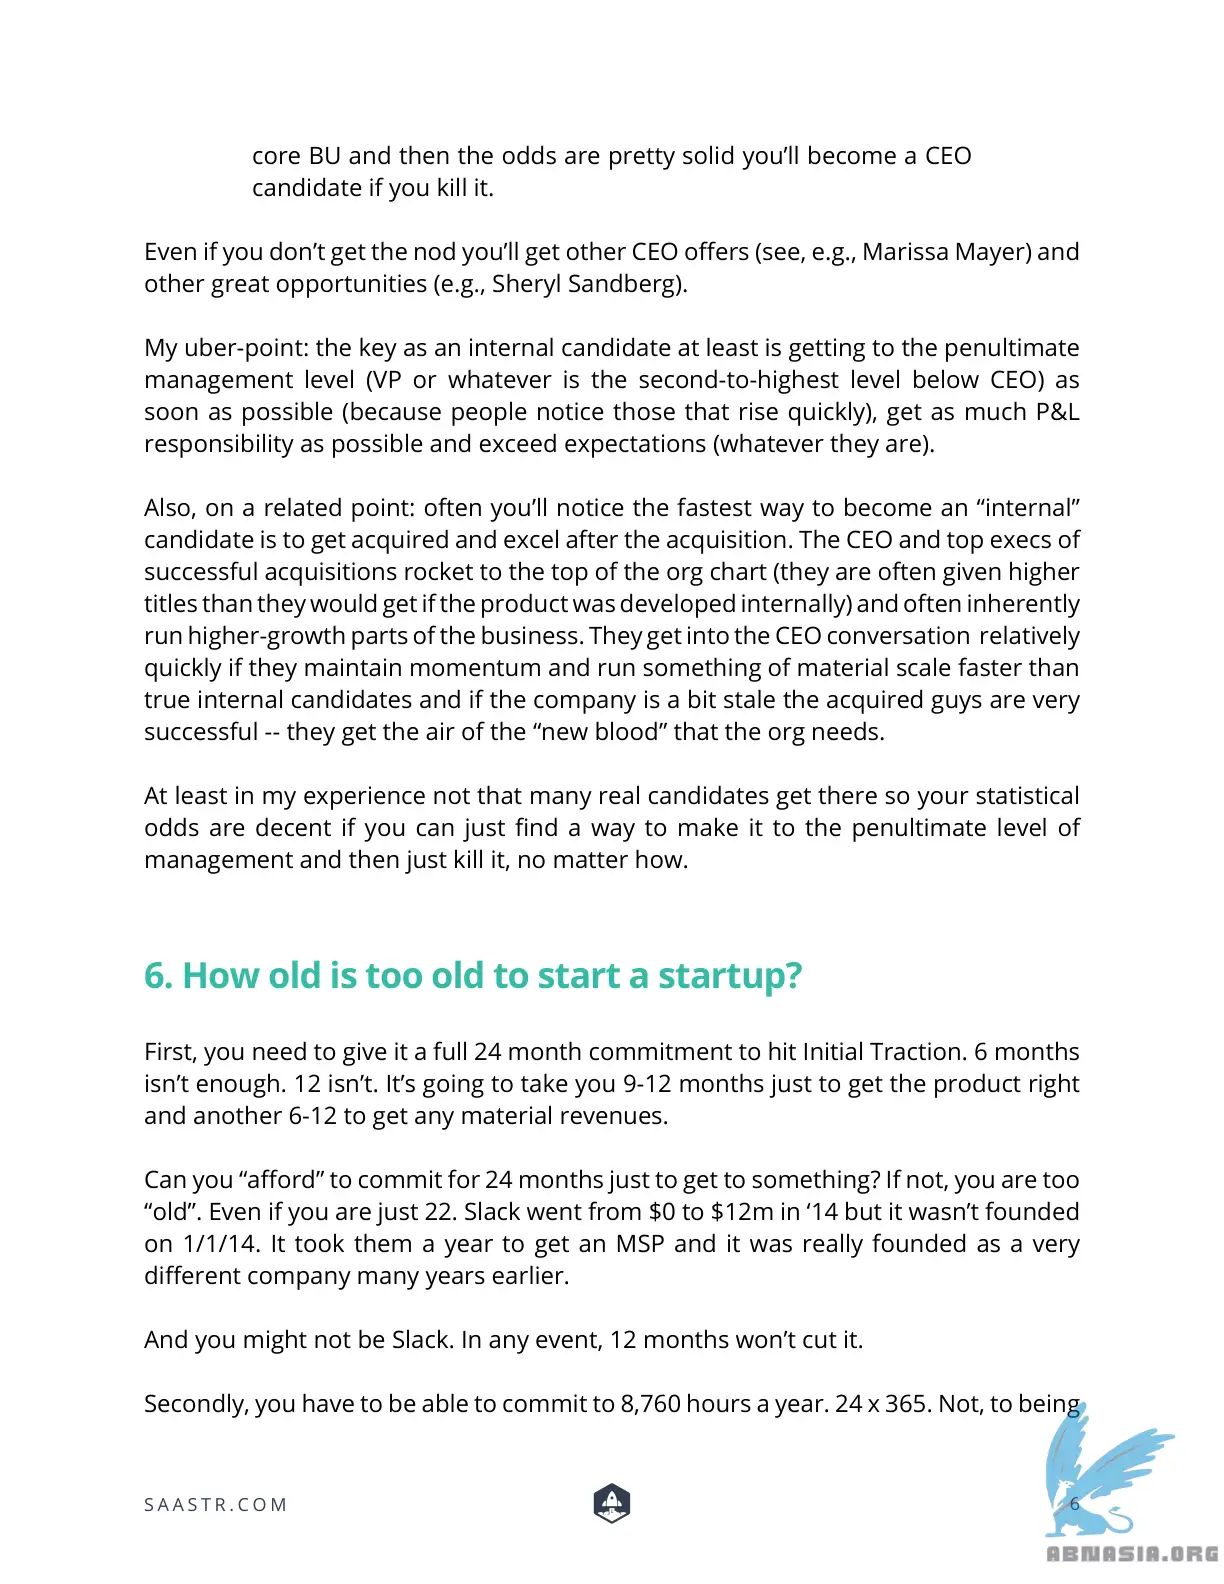 core BU and then the odds are pretty solid you’ll become a CEO
candidate if you kill it.
Even if you don’t get the nod you’ll get other CEO offers (see, e.g., Marissa Mayer) and
other great opportunities (e.g., Sheryl Sandberg).
My uber-point: the key as an internal candidate at least is getting to the penultimate
management level (VP or whatever is the second-to-highest level below CEO) as
soon as possible (because people notice those that rise quickly), get as much P&L
responsibility as possible and exceed expectations (whatever they are).
Also, on a related point: often you’ll notice the fastest way to become an “internal”
candidate is to get acquired and excel after the acquisition. The CEO and top execs of
successful acquisitions rocket to the top of the org chart (they are often given higher
titles than they would get if the product was developed internally) and often inherently
run higher-growth parts of the business. They get into the CEO conversation relatively
quickly if they maintain momentum and run something of material scale faster than
true internal candidates and if the company is a bit stale the acquired guys are very
successful -- they get the air of the “new blood” that the org needs.
At least in my experience not that many real candidates get there so your statistical
odds are decent if you can just find a way to make it to the penultimate level of
management and then just kill it, no matter how.
6. How old is too old to start a startup?
First, you need to give it a full 24 month commitment to hit Initial Traction. 6 months
isn’t enough. 12 isn’t. It’s going to take you 9-12 months just to get the product right
and another 6-12 to get any material revenues.
Can you “afford” to commit for 24 months just to get to something? If not, you are too
“old”. Even if you are just 22. Slack went from $0 to $12m in ‘14 but it wasn’t founded
on 1/1/14. It took them a year to get an MSP and it was really founded as a very
different company many years earlier.
And you might not be Slack. In any event, 12 months won’t cut it.
Secondly, you have to be able to commit to 8,760 hours a year. 24 x 365. Not, to being
SAASTR.COM
6
ABNASIA.ORG